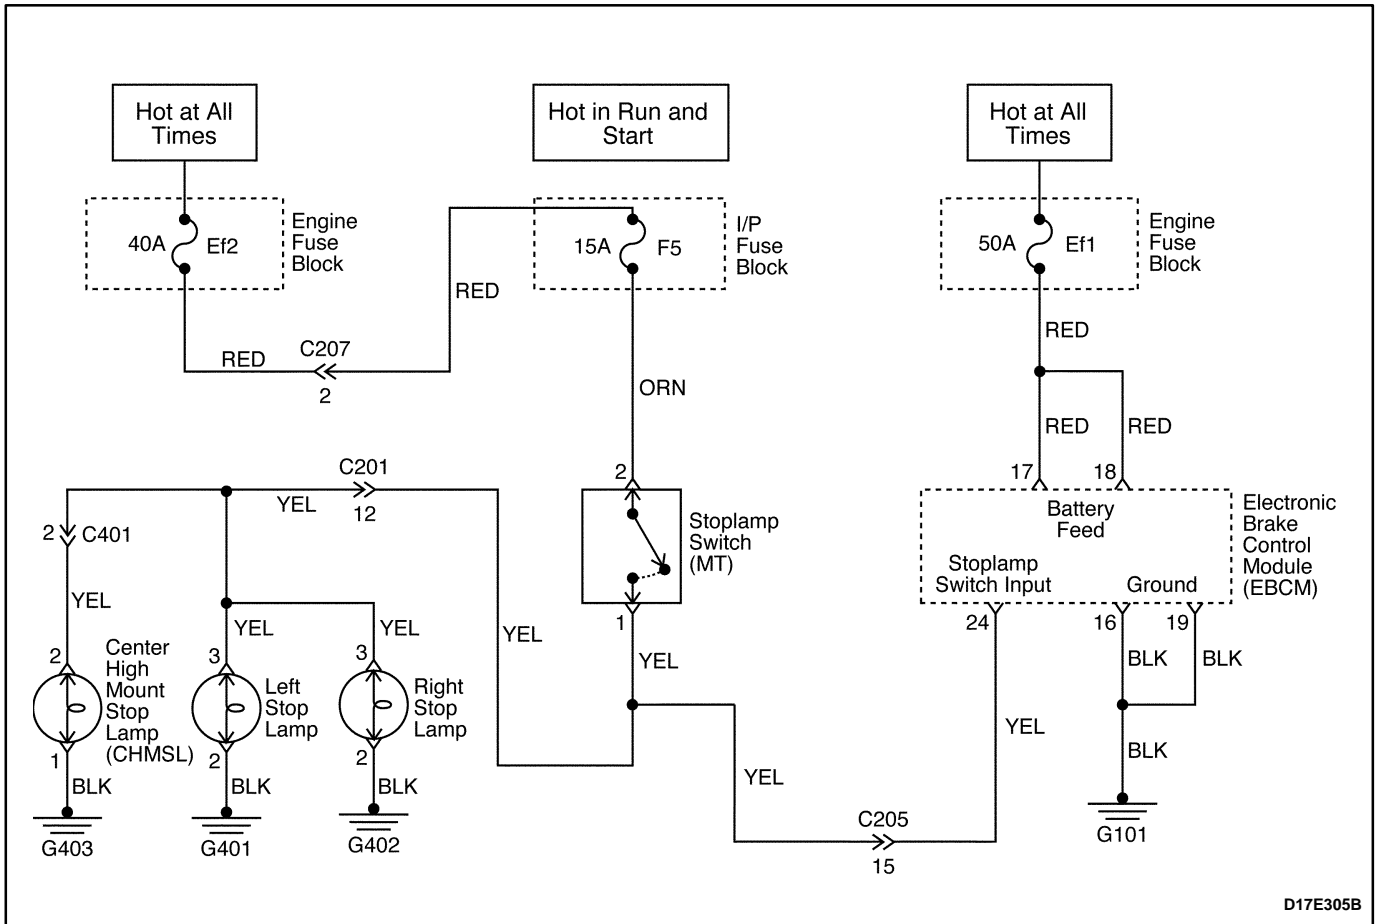 Hot at All
Times
Hot in Run and
Start
Hot at All
Times
40A
Ef2
Engine
Fuse
Block
15A
F5
I/P
Fuse
Block
50A
Ef1
Engine
Fuse
Block
RED
C207
2
RED
ORN
RED
RED
RED
C201
YEL
12
2
C401
YEL
YEL
YEL
YEL
2
Stoplamp
Switch
(MT)
1
YEL
17
18
Battery
Feed
Stoplamp
Switch Input
Ground
Electronic
Brake
Control
Module
(EBCM)
24
16
19
BLK
BLK
BLK
G101
YEL
YEL
C205
15
2
Center
High
Mount
Stop
Lamp
(CHMSL)
1
BLK
G403
3
Left
Stop
Lamp
2
BLK
G401
3
Right
Stop
Lamp
2
BLK
G402
D17E305B